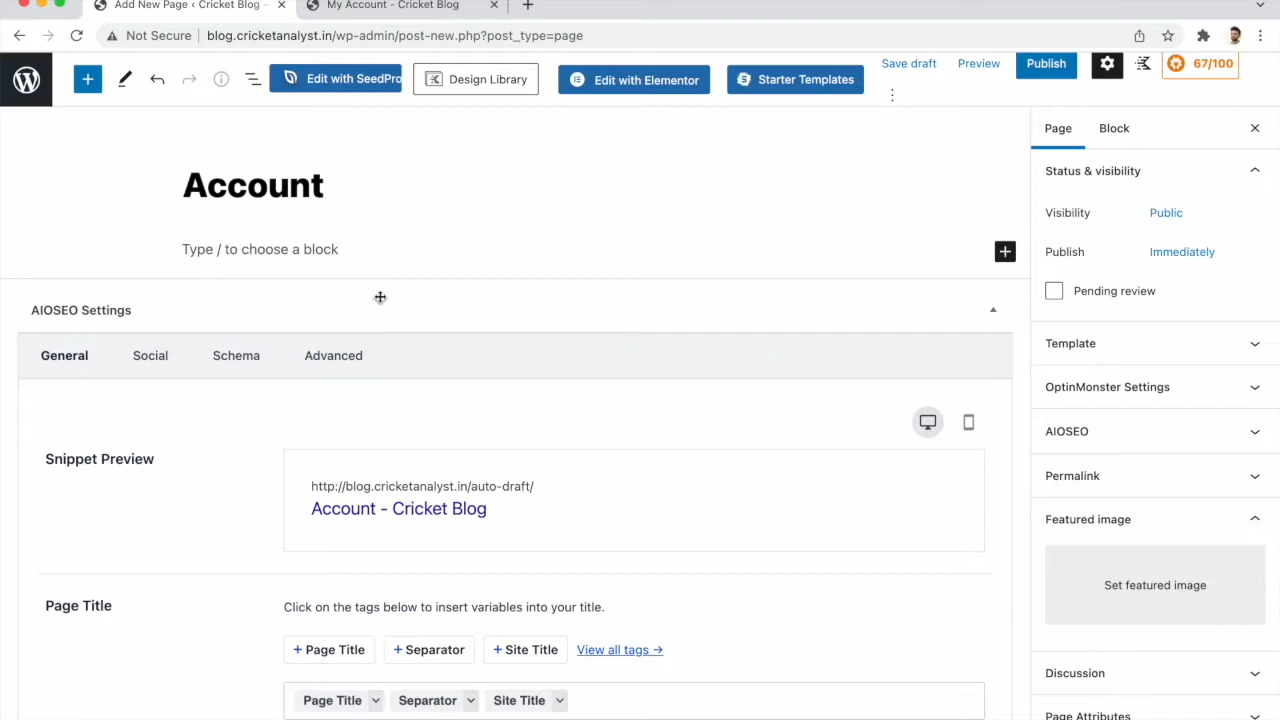 Add New Page ‹ Cricket Blog –
My Account - Cricket Blog
Not Secure
blog.cricketanalyst.in/wp-admin/post-new.php?post_type=page
Edit with SeedPro
Design Library
Edit with Elementor
Starter Templates
Save draft
Preview
Publish
67/100
Account
Type / to choose a block
Page
Block
Status & visibility
Visibility
Public
Publish
Immediately
Pending review
Template
OptinMonster Settings
AIOSEO
Permalink
Featured image
Set featured image
Discussion
Page Attributes
AIOSEO Settings
General
Social
Schema
Advanced
Snippet Preview
http://blog.cricketanalyst.in/auto-draft/
Account - Cricket Blog
Page Title
Click on the tags below to insert variables into your title.
+ Page Title
+ Separator
+ Site Title
View all tags →
Page Title
Separator
Site Title